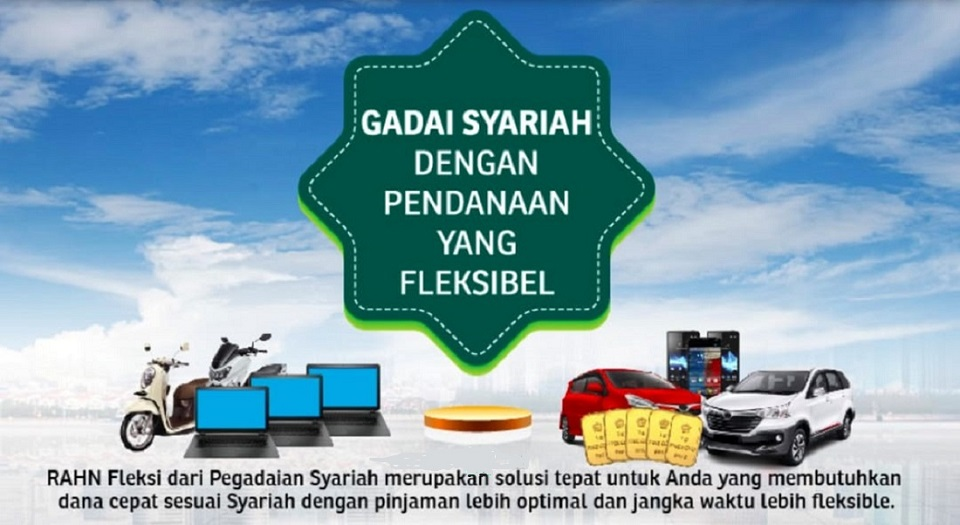 GADAI SYARIAH
DENGAN
PENDANAAN
YANG
FLEKSIBEL
RAHN Fleksi dari Pegadaian Syariah merupakan solusi tepat untuk Anda yang membutuhkan
dana cepat sesuai Syariah dengan pinjaman lebih optimal dan jangka waktu lebih fleksible.